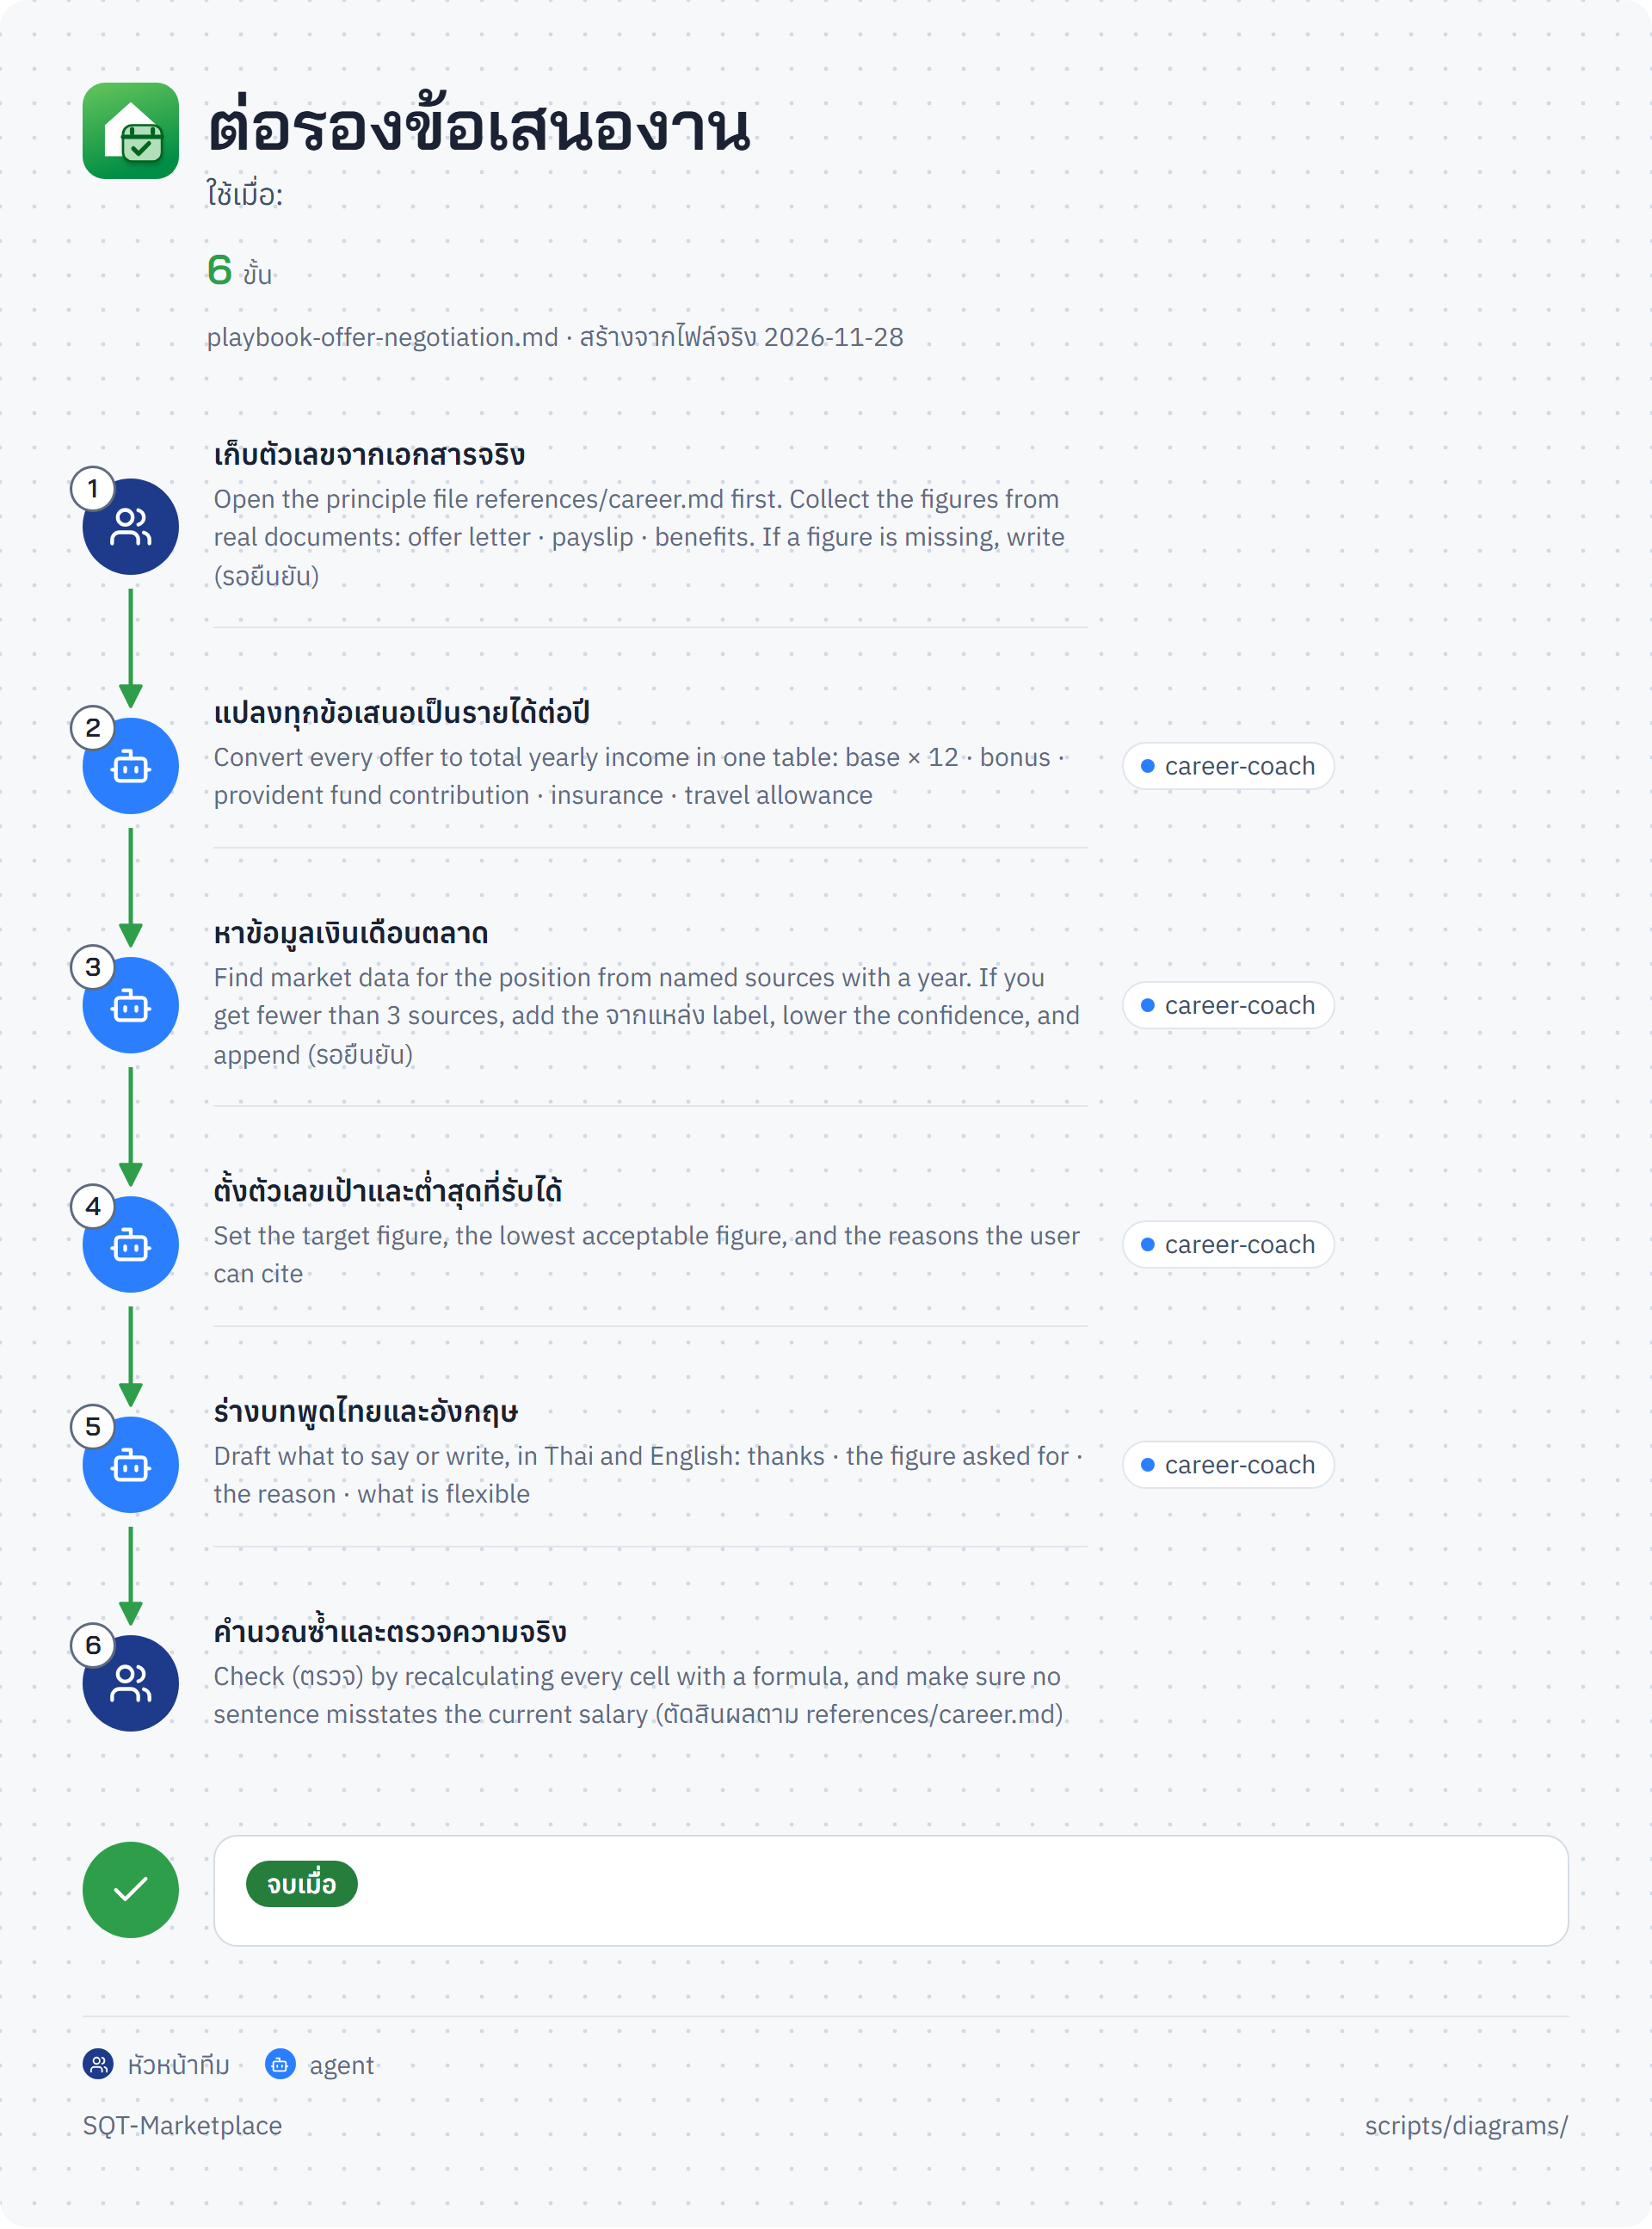 ต่อรองข้อเสนองาน
ใช้เมื่อ:
6 ขั้น
playbook-offer-negotiation.md · สร้างจากไฟล์จริง 2026-11-28
1
เก็บตัวเลขจากเอกสารจริง
Open the principle file references/career.md first. Collect the figures from
real documents: offer letter · payslip · benefits. If a figure is missing, write
(รอยืนยัน)
2
แปลงทุกข้อเสนอเป็นรายได้ต่อปี
Convert every offer to total yearly income in one table: base × 12 · bonus ·
provident fund contribution · insurance · travel allowance
career-coach
3
หาข้อมูลเงินเดือนตลาด
Find market data for the position from named sources with a year. If you
get fewer than 3 sources, add the จากแหล่ง label, lower the confidence, and
append (รอยืนยัน)
career-coach
4
ตั้งตัวเลขเป้าและต่ำสุดที่รับได้
Set the target figure, the lowest acceptable figure, and the reasons the user
can cite
career-coach
5
ร่างบทพูดไทยและอังกฤษ
Draft what to say or write, in Thai and English: thanks · the figure asked for ·
the reason · what is flexible
career-coach
6
คำนวณซ้ำและตรวจความจริง
Check (ตรวจ) by recalculating every cell with a formula, and make sure no
sentence misstates the current salary (ตัดสินผลตาม references/career.md)
จบเมื่อ
หัวหน้าทีม agent
SQT-Marketplace scripts/diagrams/